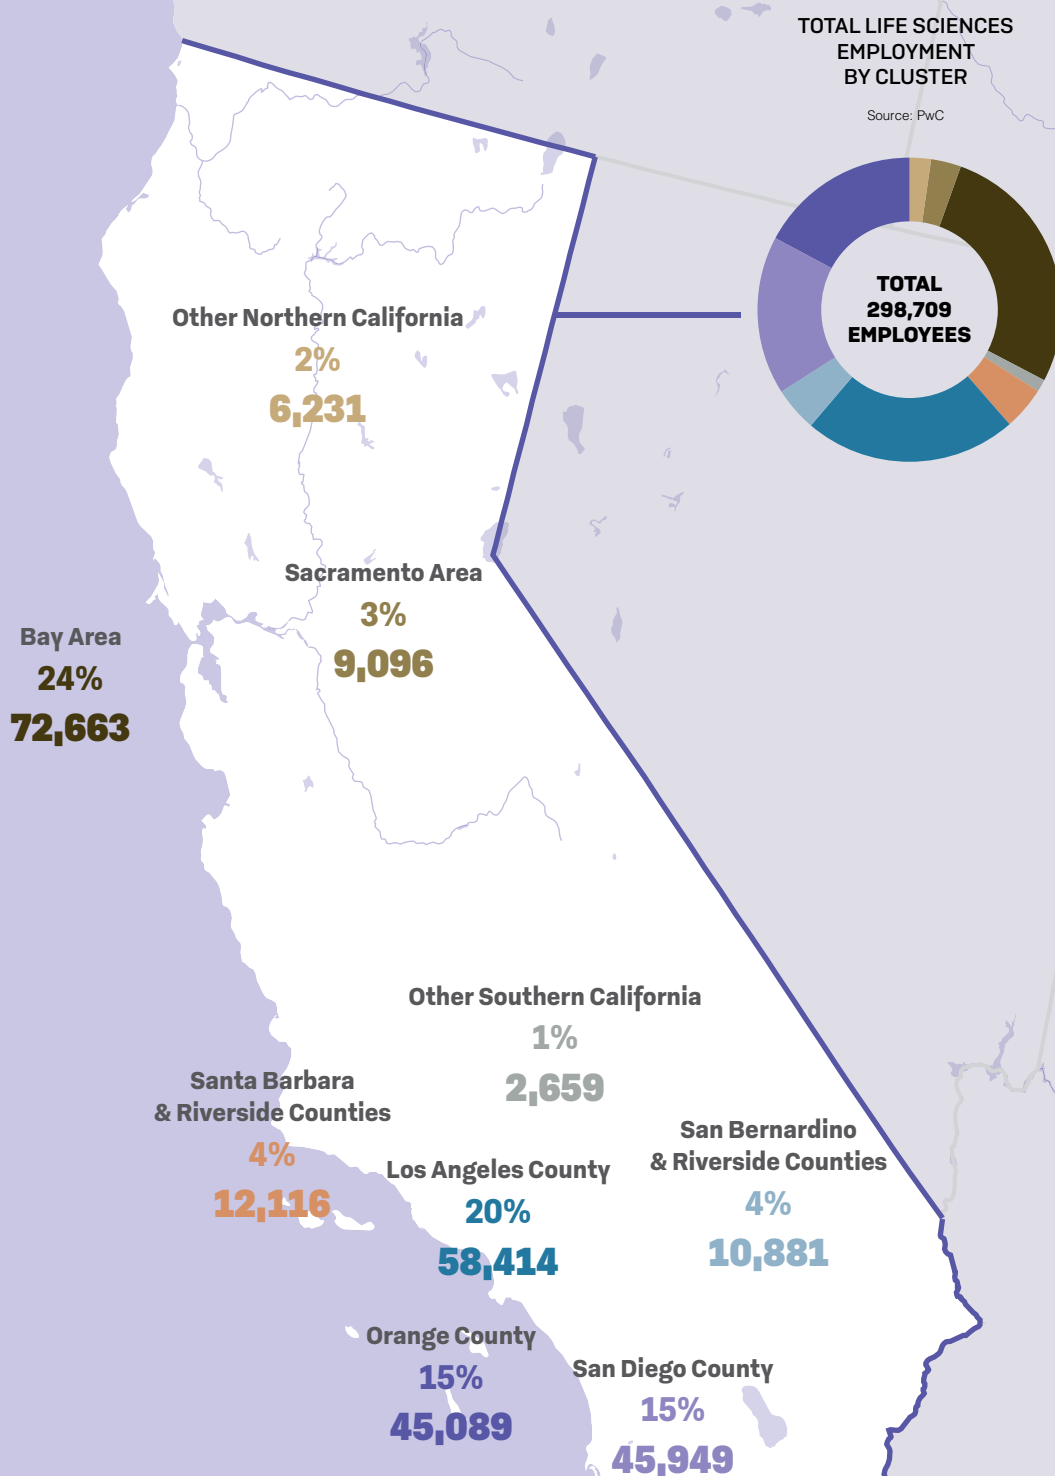 TOTAL LIFE SCIENCES
EMPLOYMENT
BY CLUSTER
Source: PwC
TOTAL
298,709
EMPLOYEES
Other Northern California
2%
6,231
Sacramento Area
3%
9,096
Bay Area
24%
72,663
Other Southern California
1%
2,659
Santa Barbara
& Riverside Counties
4%
12,116
Los Angeles County
20%
58,414
San Bernardino
& Riverside Counties
4%
10,881
Orange County
15%
45,089
San Diego County
15%
45,949